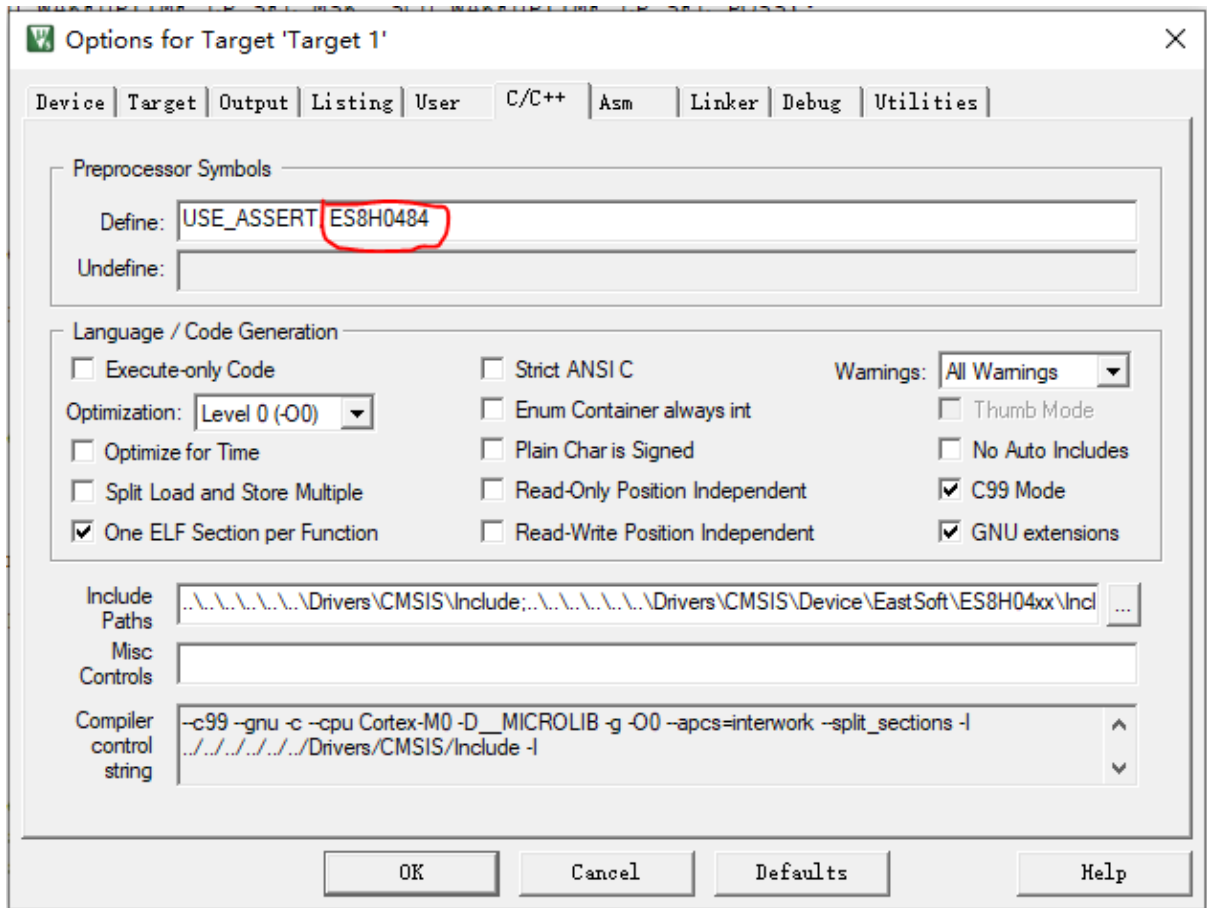 Options for Target 'Target 1'
Device Target Output Listing User C/C++ Asm Linker Debug Utilities
Preprocessor Symbols
Define: USE_ASSERT, ES8H0484
Undefine:
Language / Code Generation
Execute-only Code Strict ANSI C Warnings: All Warnings
Optimization: Level 0 (-O0) Enum Container always int Thumb Mode
Optimize for Time Plain Char is Signed No Auto Includes
Split Load and Store Multiple Read-Only Position Independent C99 Mode
One ELF Section per Function Read-Write Position Independent GNU extensions
Include Paths ..\..\..\..\..\..\Drivers\CMSIS\Include;..\..\..\..\..\..\Drivers\CMSIS\Device\EastSoft\ES8H04xx\Incl ...
Misc Controls
Compiler control string --c99 --gnu -c --cpu Cortex-M0 -D__MICROLIB -g -O0 --apcs=interwork --split_sections -I
../../../../../../Drivers/CMSIS/Include -I
OK Cancel Defaults Help